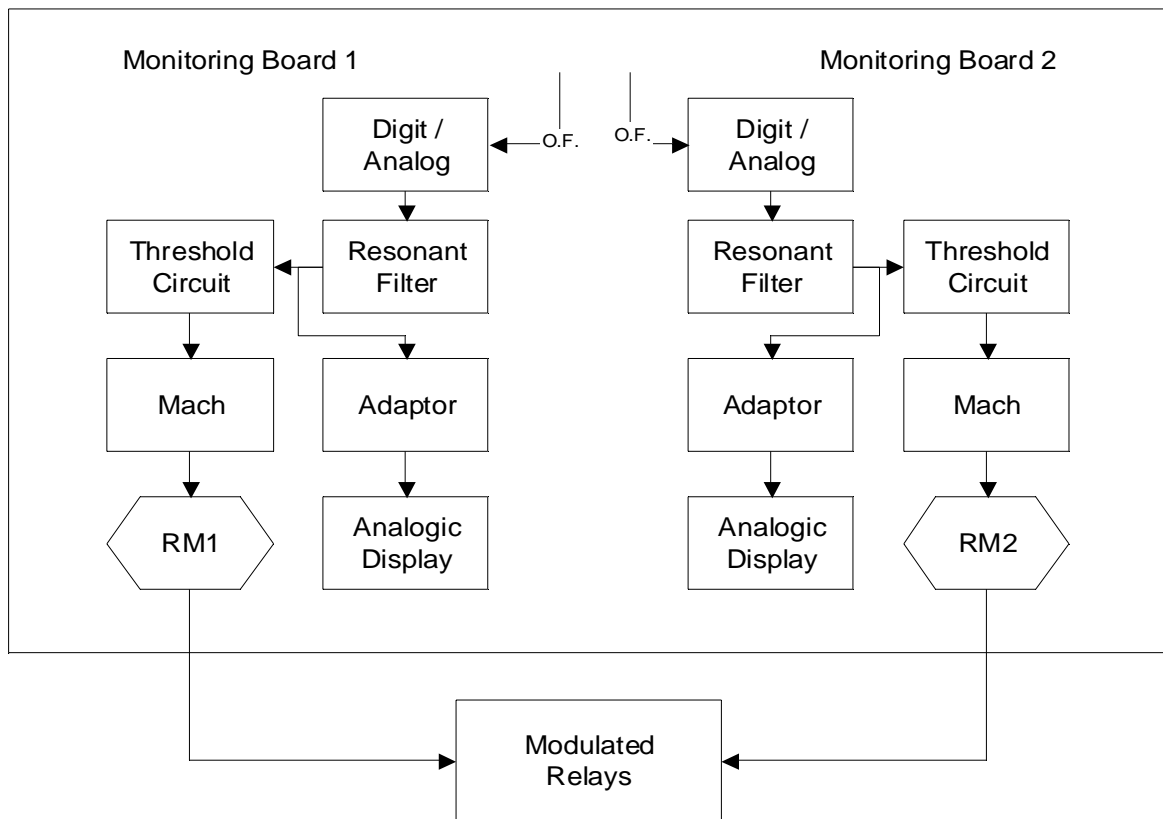 Monitoring Board 1
Monitoring Board 2
Digit /
Analog
O.F.
O.F.
Digit /
Analog
Threshold
Circuit
Resonant
Filter
Resonant
Filter
Threshold
Circuit
Mach
Adaptor
Adaptor
Mach
RM1
Analogic
Display
Analogic
Display
RM2
Modulated
Relays